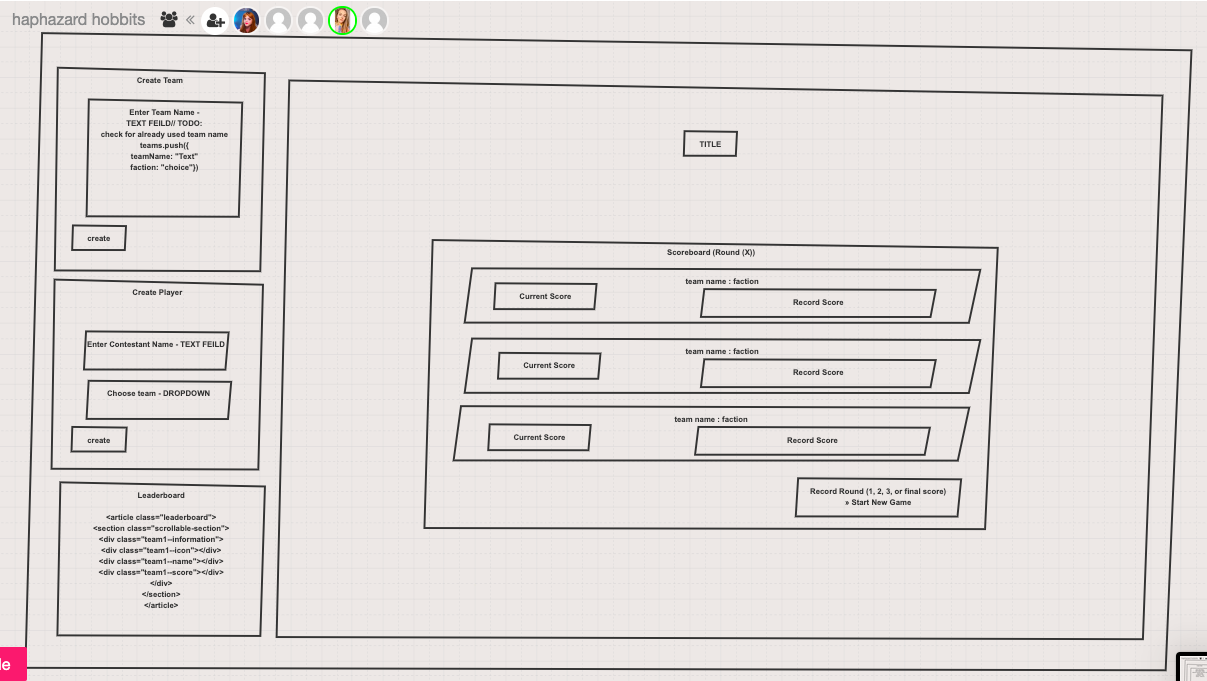 haphazard hobbits
Create Team
Enter Team Name -
TEXT FEILD// TODO:
check for already used team name
teams.push({
teamName: "Text"
faction: "choice"})
create
Create Player
Enter Contestant Name - TEXT FEILD
Choose team - DROPDOWN
create
Leaderboard
<article class="leaderboard">
<section class="scrollable-section">
<div class="team1--information">
<div class="team1--icon"></div>
<div class="team1--name"></div>
<div class="team1--score"></div>
</div>
</section>
</article>
TITLE
Scoreboard (Round (X))
team name : faction
Current Score
Record Score
team name : faction
Current Score
Record Score
team name : faction
Current Score
Record Score
Record Round (1, 2, 3, or final score)
» Start New Game